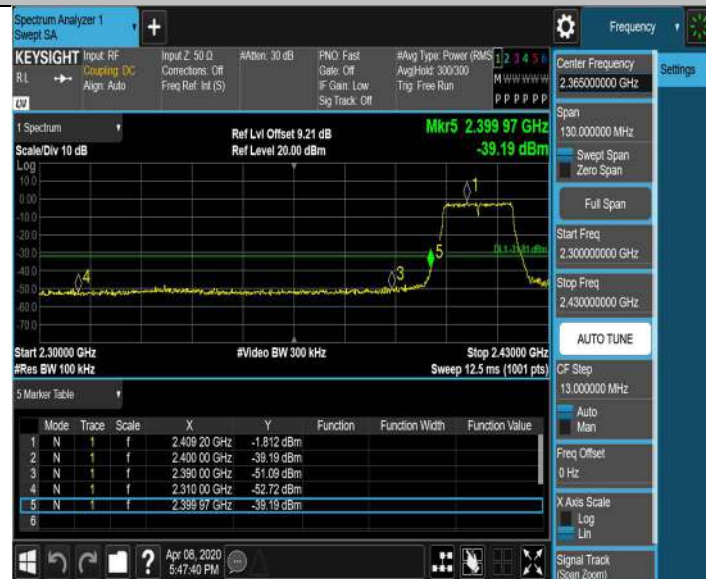 Spectrum Analyzer 1
Swept SA
+
Frequency
KEYSIGHT
RL
Input: RF
Coupling: DC
Align: Auto
Input Z: 50 Ω
Corrections: Off
Freq Ref: Int (S)
#Atten: 30 dB
PNO: Fast
Gate: Off
IF Gain: Low
Sig Track: Off
#Avg Type: Power (RMS
Avg|Hold: 300/300
Trig: Free Run
1 2 3 4 5 6
M W W W W W
P P P P P P
1 Spectrum
Scale/Div 10 dB
Ref Lvl Offset 9.21 dB
Ref Level 20.00 dBm
Mkr5 2.399 97 GHz
-39.19 dBm
Log
10.0
0.00
-10.0
-20.0
-30.0
-40.0
-50.0
-60.0
-70.0
1
5
3
4
DL1 -31.81 dBm
Start 2.30000 GHz
#Video BW 300 kHz
Stop 2.43000 GHz
#Res BW 100 kHz
Sweep 12.5 ms (1001 pts)
5 Marker Table
Mode Trace Scale X Y Function Function Width Function Value
1 N 1 f 2.409 20 GHz -1.812 dBm
2 N 1 f 2.400 00 GHz -39.19 dBm
3 N 1 f 2.390 00 GHz -51.09 dBm
4 N 1 f 2.310 00 GHz -52.72 dBm
5 N 1 f 2.399 97 GHz -39.19 dBm
6
?
Apr 08, 2020
5:47:40 PM
Center Frequency
2.365000000 GHz
Settings
Span
130.000000 MHz
Swept Span
Zero Span
Full Span
Start Freq
2.300000000 GHz
Stop Freq
2.430000000 GHz
AUTO TUNE
CF Step
13.000000 MHz
Auto
Man
Freq Offset
0 Hz
X Axis Scale
Log
Lin
Signal Track
(Span Zoom)